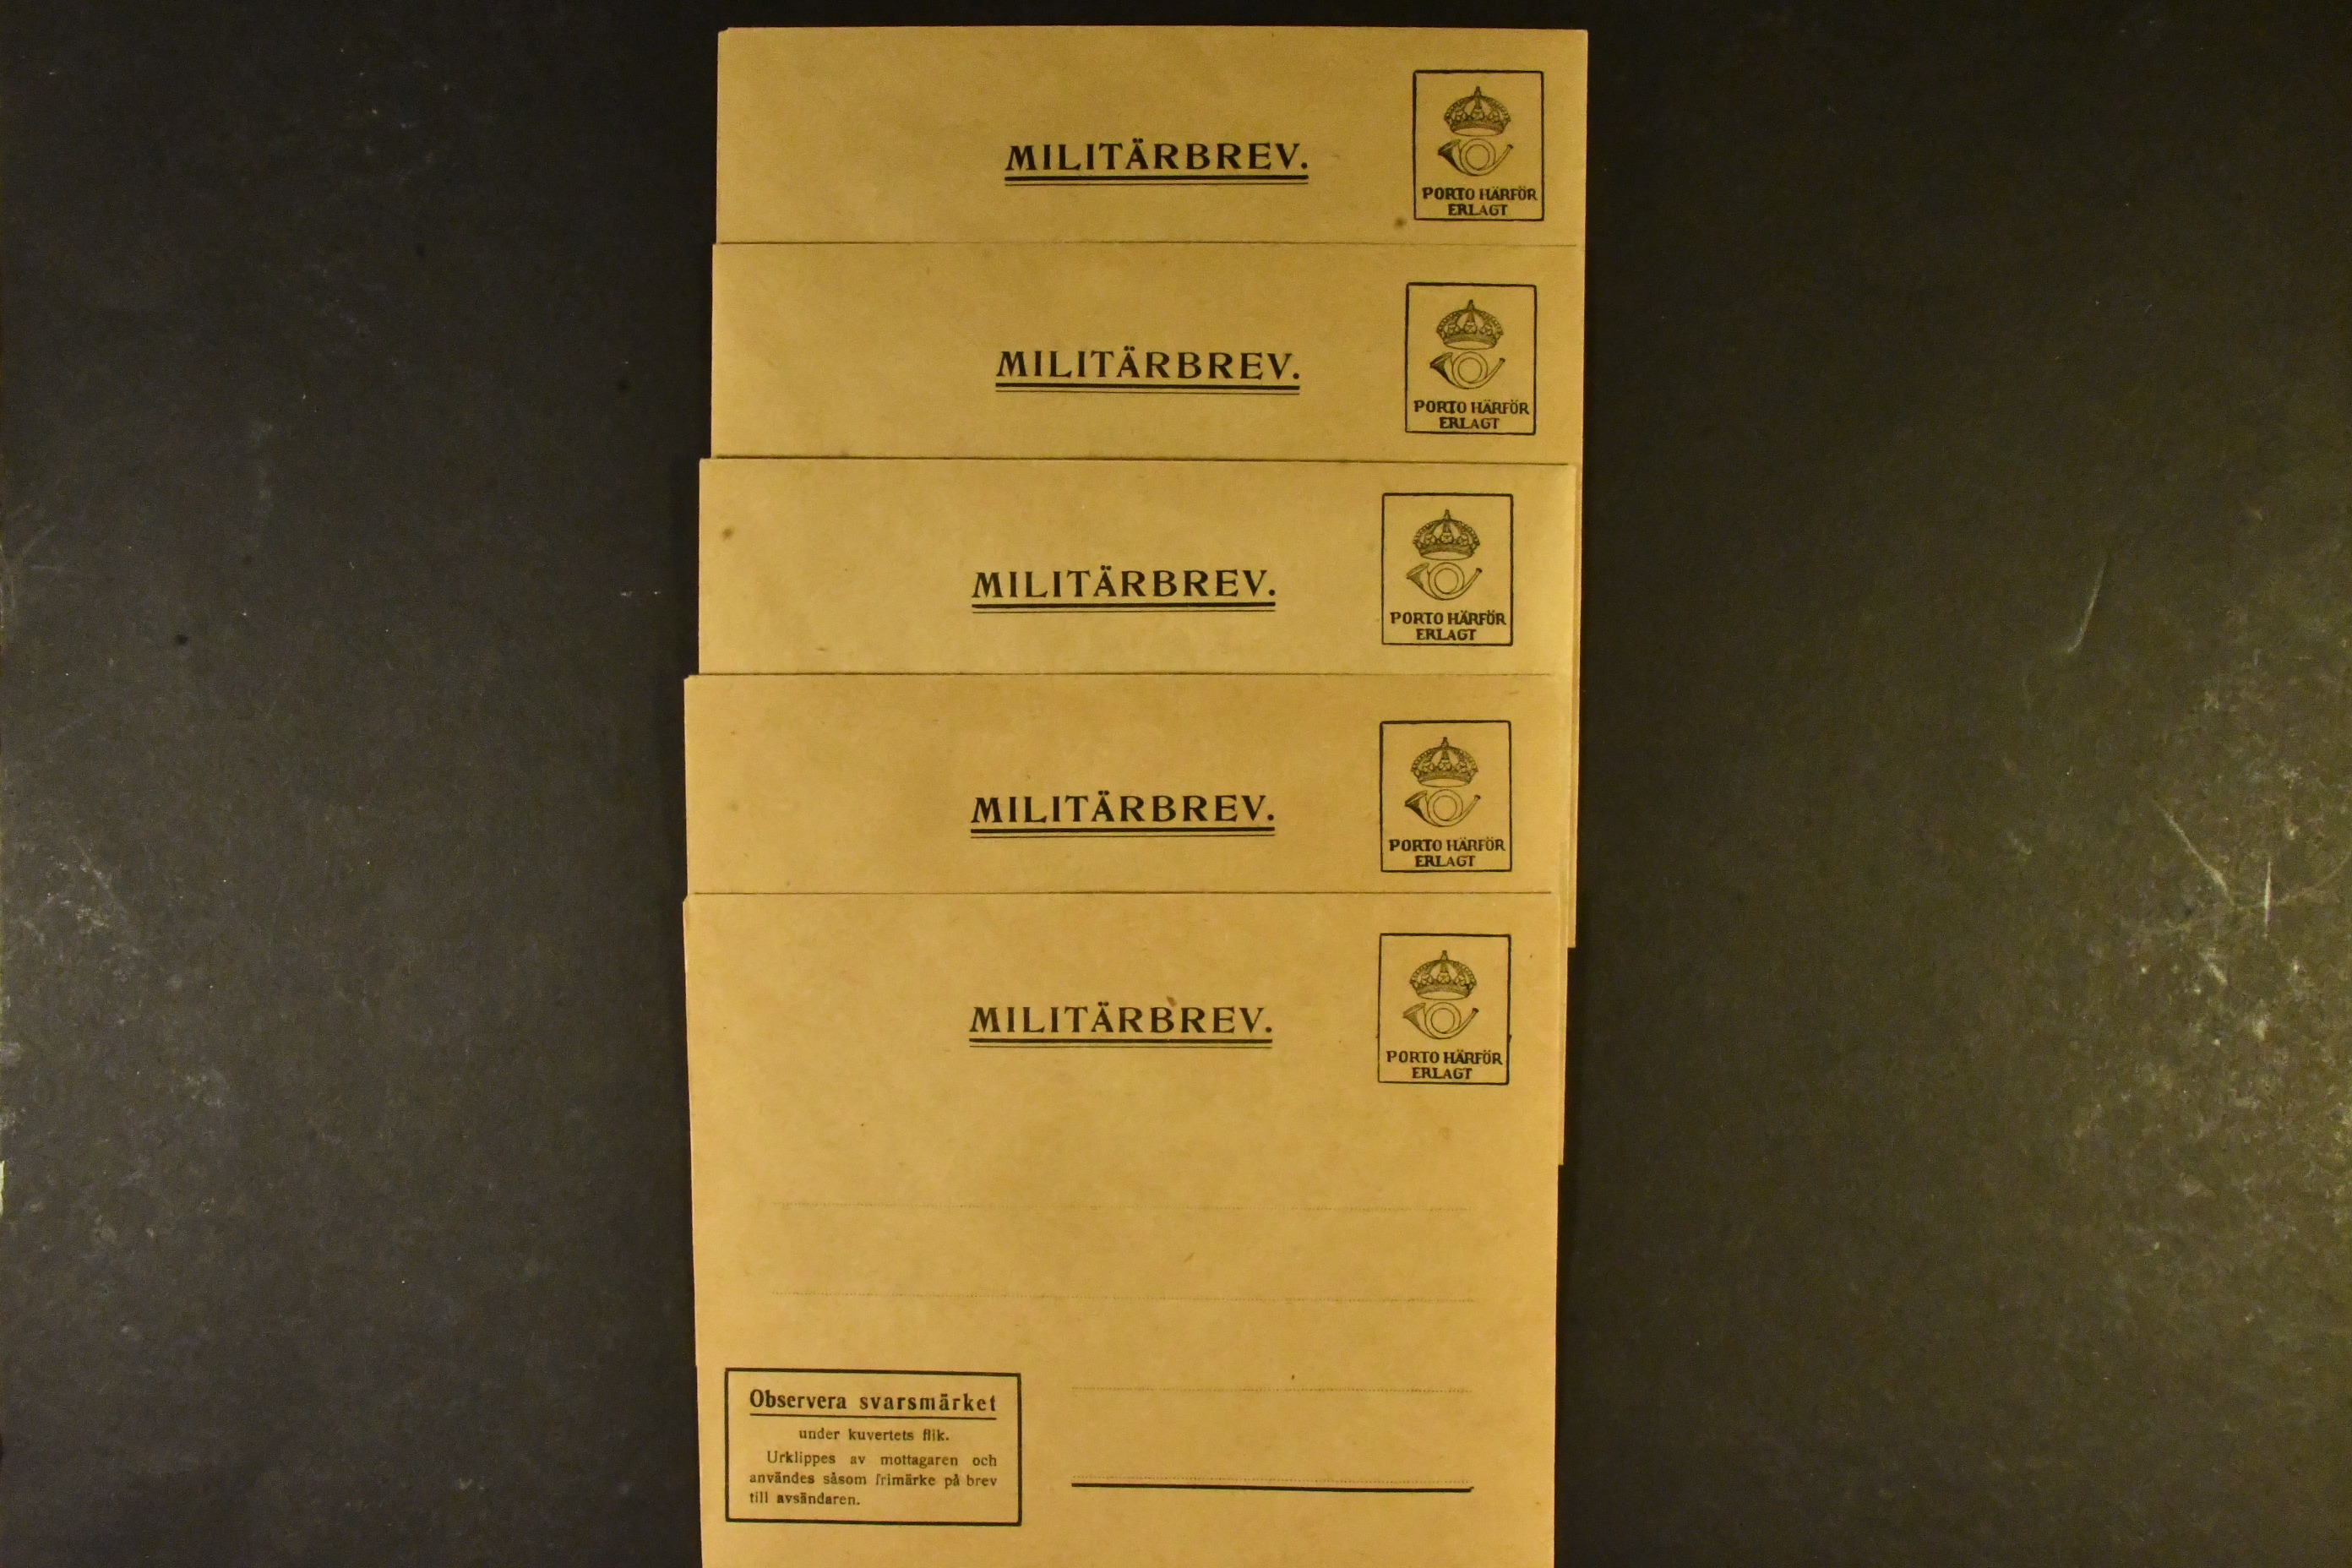 MILITÄRBREV.
PORTO HÄRFÖR
ERLAGT
MILITÄRBREV.
PORTO HÄRFÖR
ERLAGT
MILITÄRBREV.
PORTO HÄRFÖR
ERLAGT
MILITÄRBREV.
PORTO HÄRFÖR
ERLAGT
MILITÄRBREV.
PORTO HÄRFÖR
ERLAGT
Observera svarsmärket
under kuvertets flik.
Urklippes av mottagaren och
användes såsom frimärke på brev
till avsändaren.